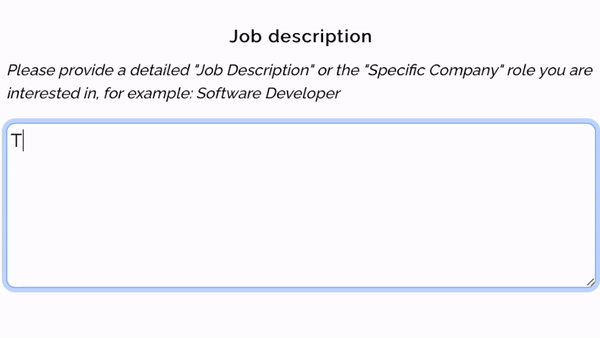 Job description
Please provide a detailed "Job Description" or the "Specific Company" role you are
interested in, for example: Software Developer
T